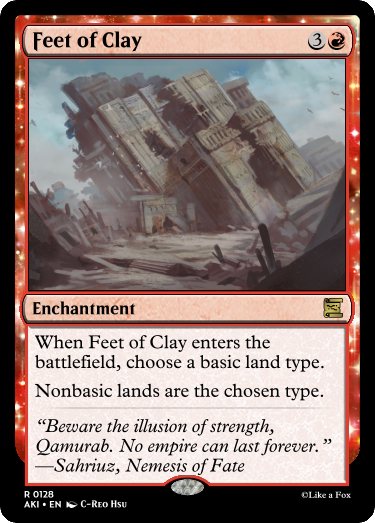 Feet of Clay 3
Enchantment
When Feet of Clay enters the
battlefield, choose a basic land type.
Nonbasic lands are the chosen type.
“Beware the illusion of strength,
Qamurab. No empire can last forever.”
—Sahriuz, Nemesis of Fate
R 0128
AKI • EN C-Reo Hsu
©Like a Fox